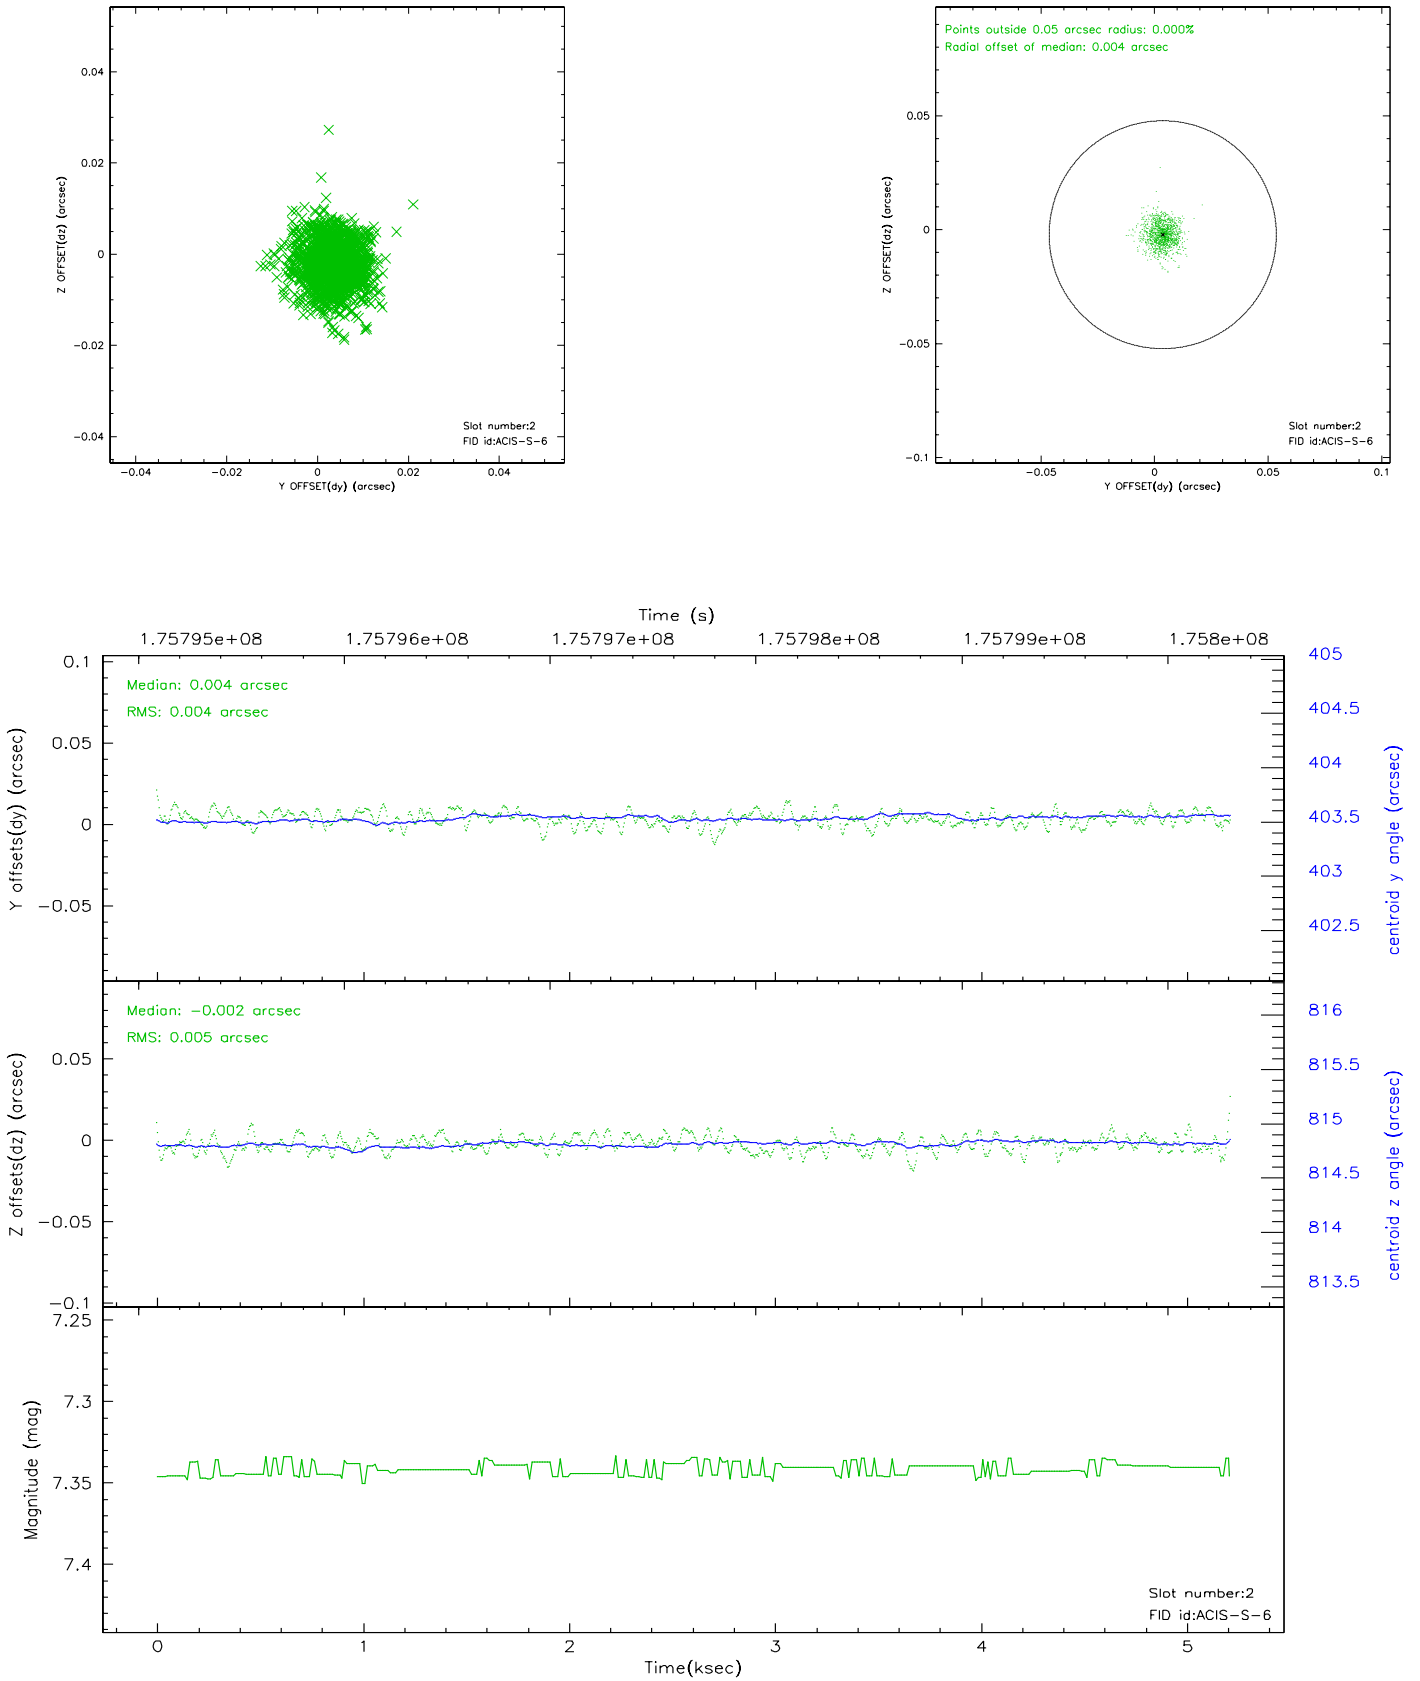 0.04
0.02
0
-0.02
-0.04
Z OFFSET(dz) (arcsec)
Slot number:2
FID id:ACIS-S-6
-0.04 -0.02 0 0.02 0.04
Y OFFSET(dy) (arcsec)
Points outside 0.05 arcsec radius: 0.000%
Radial offset of median: 0.004 arcsec
0.05
0
-0.05
-0.1
Z OFFSET(dz) (arcsec)
Slot number:2
FID id:ACIS-S-6
-0.05 0 0.05 0.1
Y OFFSET(dy) (arcsec)
Time (s)
1.75795e+08 1.75796e+08 1.75797e+08 1.75798e+08 1.75799e+08 1.758e+08
0.1
0.05
0
-0.05
Y offsets(dy) (arcsec)
Median: 0.004 arcsec
RMS: 0.004 arcsec
405
404.5
404
403.5
403
402.5
centroid y angle (arcsec)
0.05
0
-0.05
-0.1
Z offsets(dz) (arcsec)
Median: -0.002 arcsec
RMS: 0.005 arcsec
816
815.5
815
814.5
814
813.5
centroid z angle (arcsec)
7.25
7.3
7.35
7.4
Magnitude (mag)
Slot number:2
FID id:ACIS-S-6
0 1 2 3 4 5
Time(ksec)